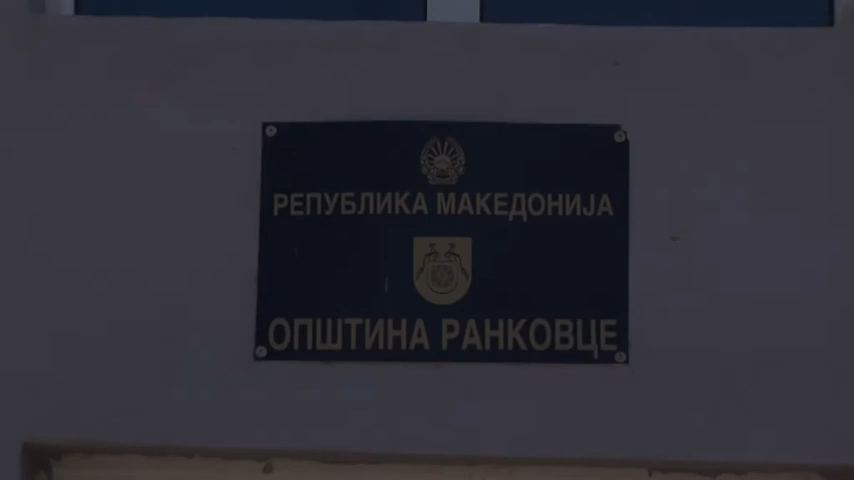 РЕПУБЛИКА МАКЕДОНИЈА
ОПШТИНА РАНКОВЦЕ